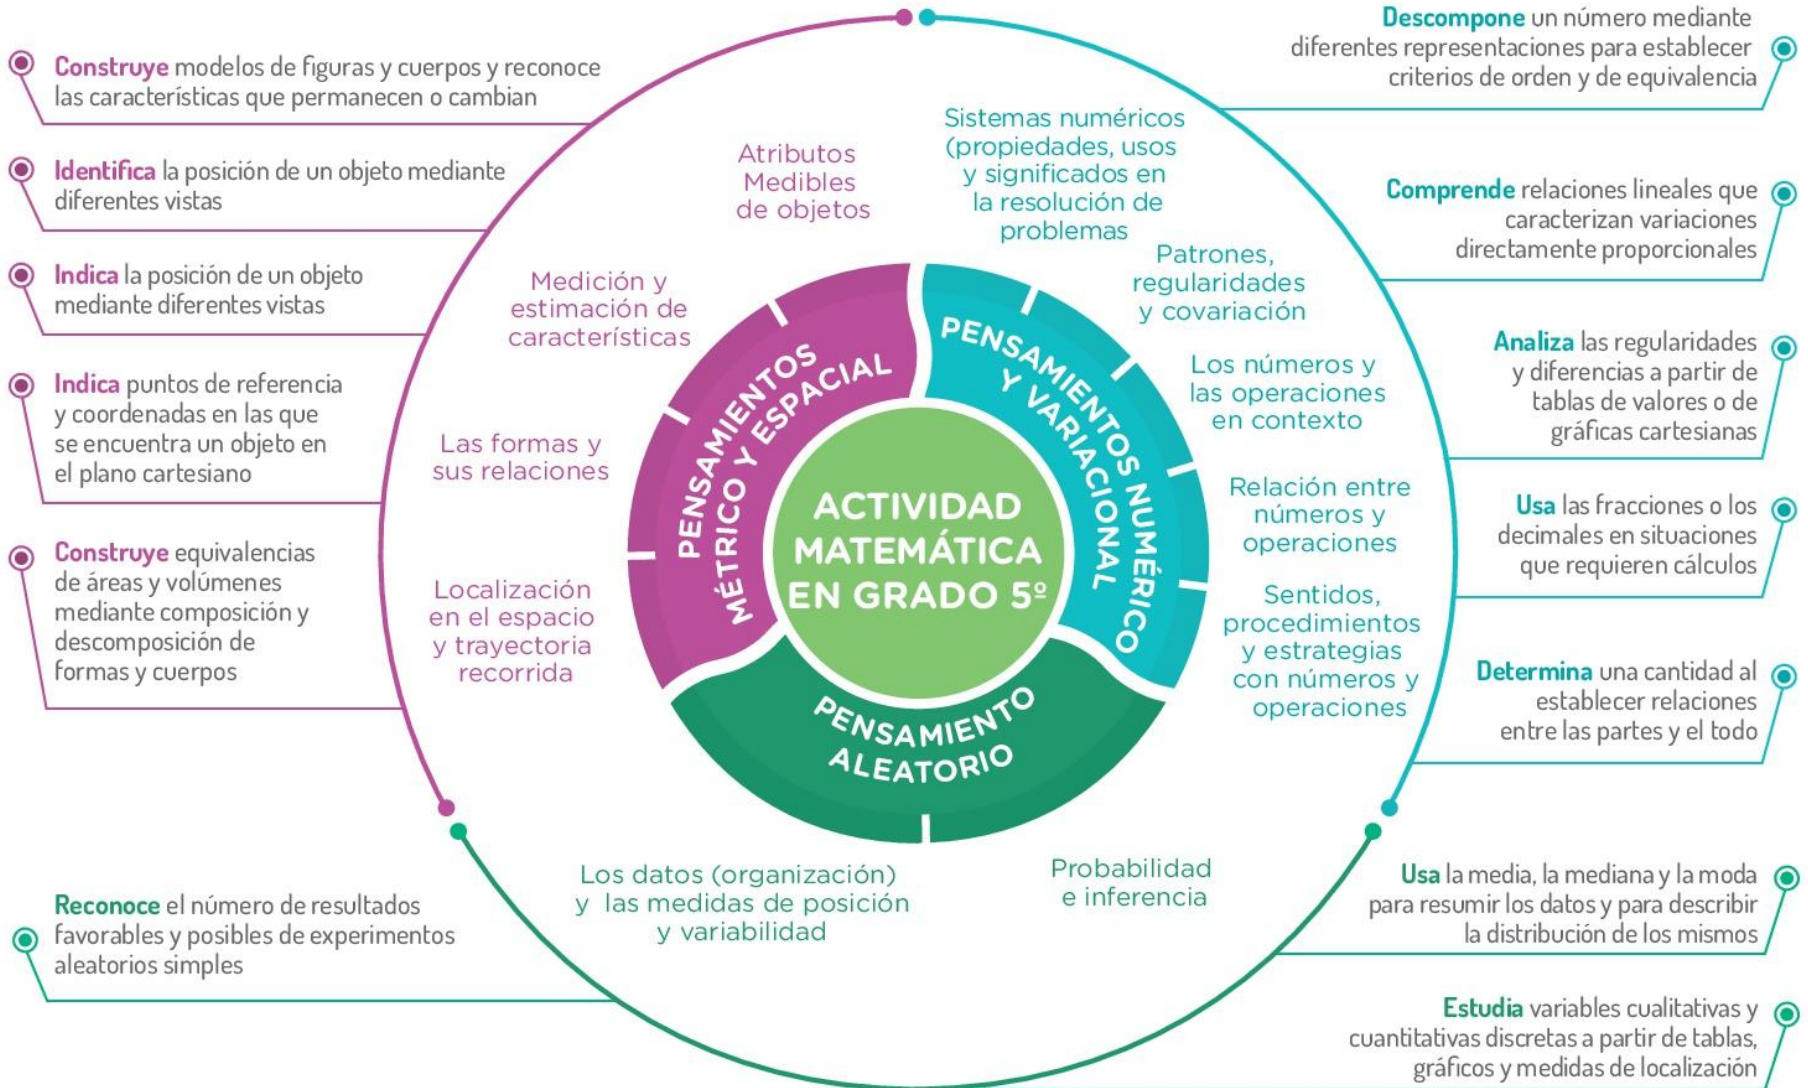 Construye modelos de figuras y cuerpos y reconoce
las características que permanecen o cambian
Identifica la posición de un objeto mediante
diferentes vistas
Indica la posición de un objeto
mediante diferentes vistas
Indica puntos de referencia
y coordenadas en las que
se encuentra un objeto en
el plano cartesiano
Construye equivalencias
de áreas y volúmenes
mediante composición y
descomposición de
formas y cuerpos
Reconoce el número de resultados
favorables y posibles de experimentos
aleatorios simples
Atributos
Medibles
de objetos
Medición y
estimación de
características
Las formas y
sus relaciones
Localización
en el espacio
y trayectoria
recorrida
PENSAMIENTOS
MÉTRICO Y ESPACIAL
ACTIVIDAD
MATEMÁTICA
EN GRADO 5º
PENSAMIENTOS NUMÉRICO
Y VARIACIONAL
PENSAMIENTO
ALEATORIO
Sistemas numéricos
(propiedades, usos
y significados en
la resolución de
problemas
Patrones,
regularidades
y covariación
Los números y
las operaciones
en contexto
Relación entre
números y
operaciones
Sentidos,
procedimientos
y estrategias
con números y
operaciones
Los datos (organización)
y las medidas de posición
y variabilidad
Probabilidad
e inferencia
Descompone un número mediante
diferentes representaciones para establecer
criterios de orden y de equivalencia
Comprende relaciones lineales que
caracterizan variaciones
directamente proporcionales
Analiza las regularidades
y diferencias a partir de
tablas de valores o de
gráficas cartesianas
Usa las fracciones o los
decimales en situaciones
que requieren cálculos
Determina una cantidad al
establecer relaciones
entre las partes y el todo
Usa la media, la mediana y la moda
para resumir los datos y para describir
la distribución de los mismos
Estudia variables cualitativas y
cuantitativas discretas a partir de tablas,
gráficos y medidas de localización